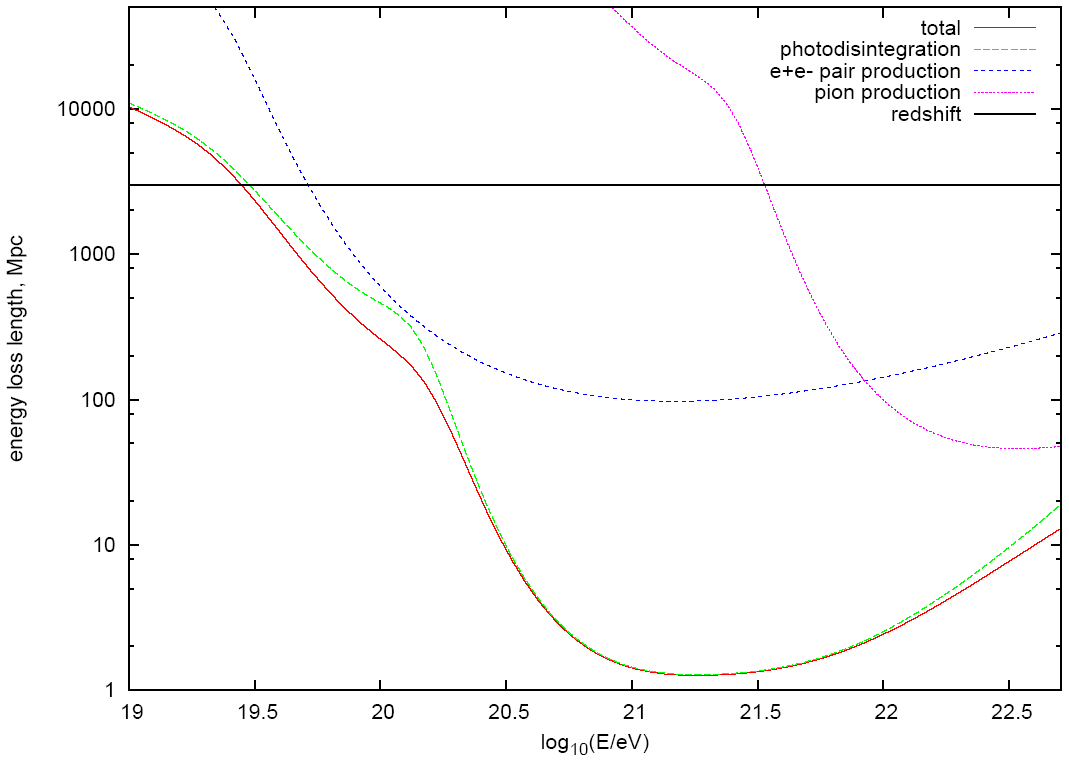 total
photodisintegration
e+e- pair production
pion production
redshift
10000
1000
100
10
1
energy loss length, Mpc
19
19.5
20
20.5
21
21.5
22
22.5
log10(E/eV)